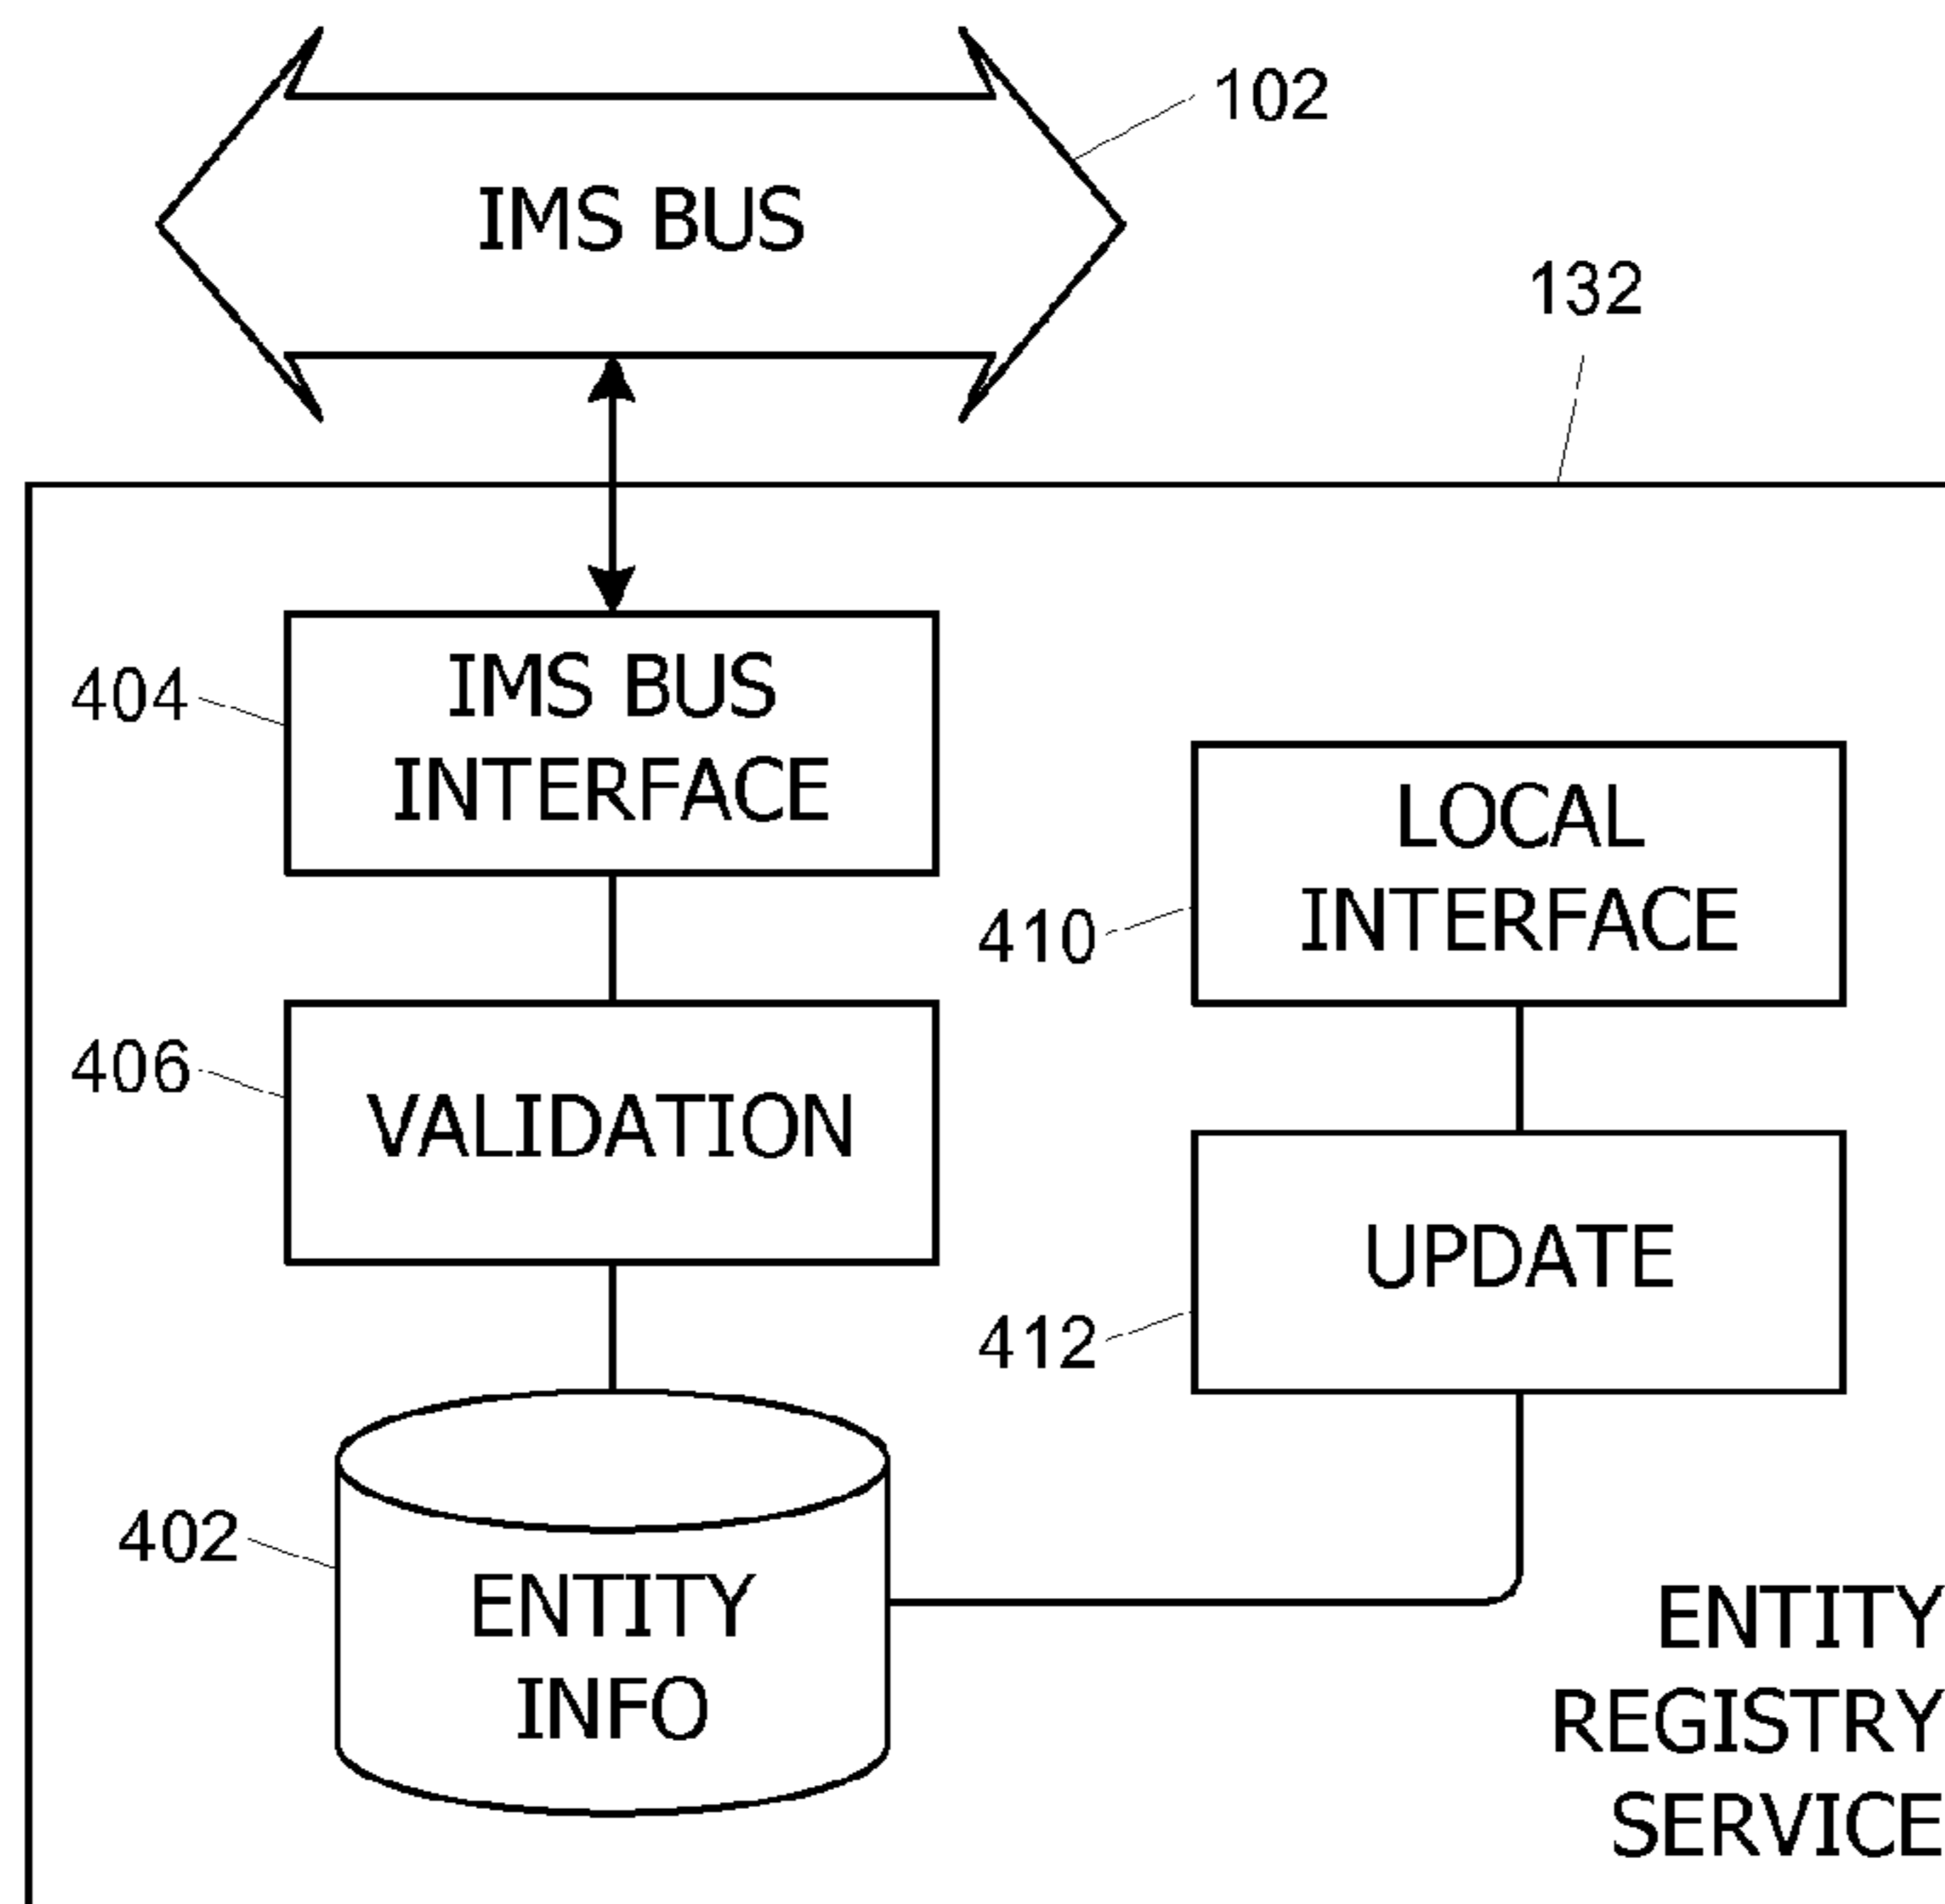 102
IMS BUS
132
404
IMS BUS
INTERFACE
410
LOCAL
INTERFACE
406
VALIDATION
412
UPDATE
402
ENTITY
INFO
ENTITY
REGISTRY
SERVICE